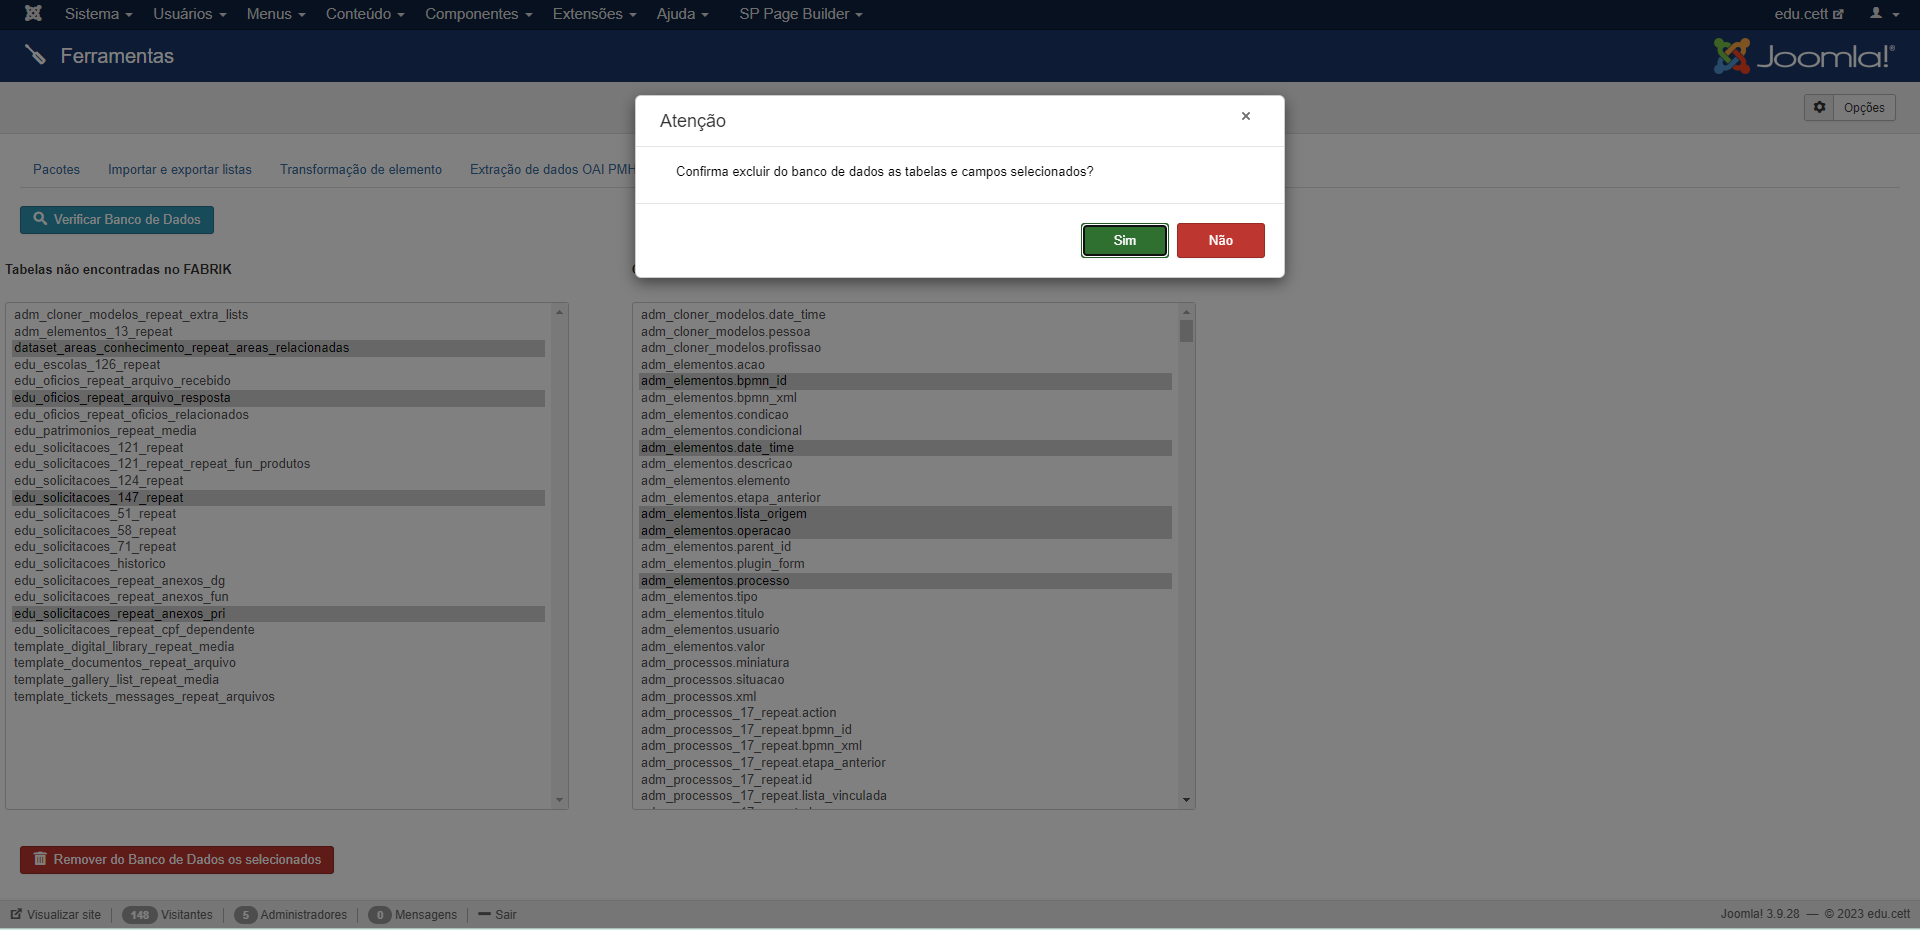 Sistema Usuários Menus Conteúdo Componentes Extensões Ajuda SP Page Builder edu.cett
Ferramentas
Joomla!®
Opções
Atenção ×
Confirma excluir do banco de dados as tabelas e campos selecionados?
Sim Não
Pacotes Importar e exportar listas Transformação de elemento Extração de dados OAI PMH
Verificar Banco de Dados
Tabelas não encontradas no FABRIK
adm_cloner_modelos_repeat_extra_lists
adm_elementos_13_repeat
dataset_areas_conhecimento_repeat_areas_relacionadas
edu_escolas_126_repeat
edu_oficios_repeat_arquivo_recebido
edu_oficios_repeat_arquivo_resposta
edu_oficios_repeat_oficios_relacionados
edu_patrimonios_repeat_media
edu_solicitacoes_121_repeat
edu_solicitacoes_121_repeat_repeat_fun_produtos
edu_solicitacoes_124_repeat
edu_solicitacoes_147_repeat
edu_solicitacoes_51_repeat
edu_solicitacoes_58_repeat
edu_solicitacoes_71_repeat
edu_solicitacoes_historico
edu_solicitacoes_repeat_anexos_dg
edu_solicitacoes_repeat_anexos_fun
edu_solicitacoes_repeat_anexos_pri
edu_solicitacoes_repeat_cpf_dependente
template_digital_library_repeat_media
template_documentos_repeat_arquivo
template_gallery_list_repeat_media
template_tickets_messages_repeat_arquivos
adm_cloner_modelos.date_time
adm_cloner_modelos.pessoa
adm_cloner_modelos.profissao
adm_elementos.acao
adm_elementos.bpmn_id
adm_elementos.bpmn_xml
adm_elementos.condicao
adm_elementos.condicional
adm_elementos.date_time
adm_elementos.descricao
adm_elementos.elemento
adm_elementos.etapa_anterior
adm_elementos.lista_origem
adm_elementos.operacao
adm_elementos.parent_id
adm_elementos.plugin_form
adm_elementos.processo
adm_elementos.tipo
adm_elementos.titulo
adm_elementos.usuario
adm_elementos.valor
adm_processos.miniatura
adm_processos.situacao
adm_processos.xml
adm_processos_17_repeat.action
adm_processos_17_repeat.bpmn_id
adm_processos_17_repeat.bpmn_xml
adm_processos_17_repeat.etapa_anterior
adm_processos_17_repeat.id
adm_processos_17_repeat.lista_vinculada
Remover do Banco de Dados os selecionados
Visualizar site 148 Visitantes 5 Administradores 0 Mensagens Sair Joomla! 3.9.28 — © 2023 edu.cett